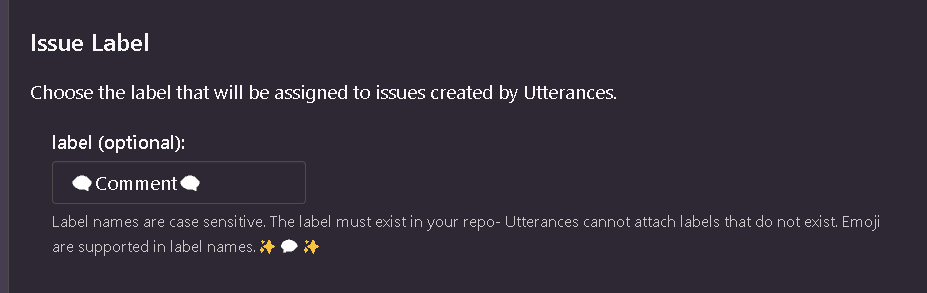 Issue Label
Choose the label that will be assigned to issues created by Utterances.
label (optional):
🗨️Comment🗨️
Label names are case sensitive. The label must exist in your repo- Utterances cannot attach labels that do not exist. Emoji
are supported in label names.✨💬✨